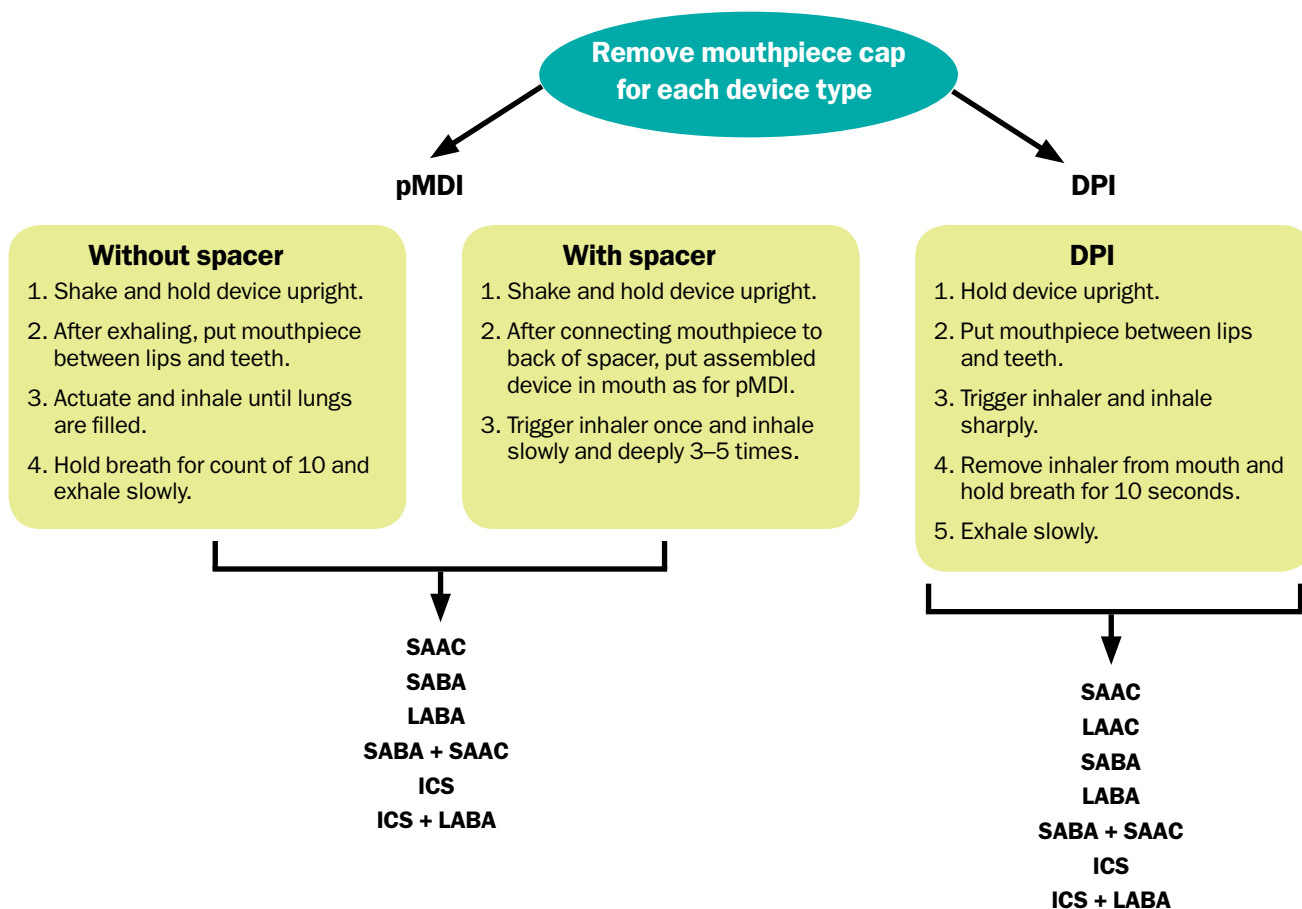 Remove mouthpiece cap
for each device type
pMDI
DPI
Without spacer
1. Shake and hold device upright.
2. After exhaling, put mouthpiece
between lips and teeth.
3. Actuate and inhale until lungs
are filled.
4. Hold breath for count of 10 and
exhale slowly.
With spacer
1. Shake and hold device upright.
2. After connecting mouthpiece to
back of spacer, put assembled
device in mouth as for pMDI.
3. Trigger inhaler once and inhale
slowly and deeply 3–5 times.
DPI
1. Hold device upright.
2. Put mouthpiece between lips
and teeth.
3. Trigger inhaler and inhale
sharply.
4. Remove inhaler from mouth and
hold breath for 10 seconds.
5. Exhale slowly.
SAAC
SABA
LABA
SABA + SAAC
ICS
ICS + LABA
SAAC
LAAC
SABA
LABA
SABA + SAAC
ICS
ICS + LABA